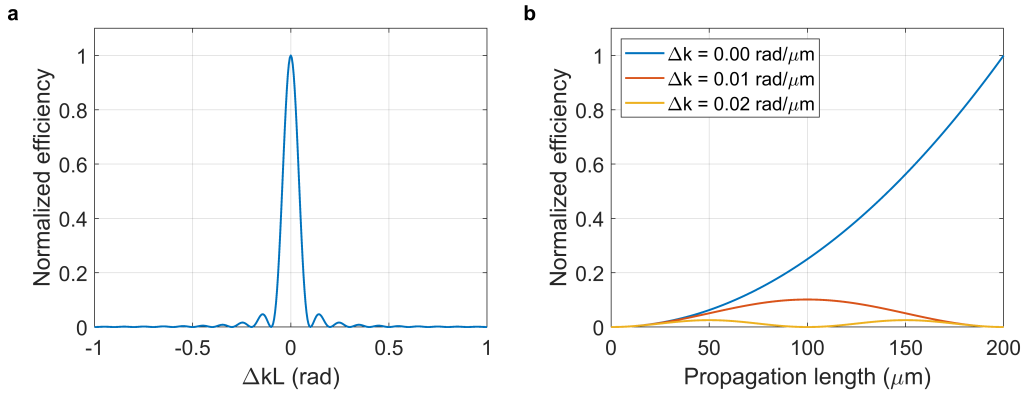 a
Normalized efficiency
1
0.8
0.6
0.4
0.2
0
-1
-0.5
0
0.5
1
ΔkL (rad)
b
Normalized efficiency
1
0.8
0.6
0.4
0.2
0
Δk = 0.00 rad/μm
Δk = 0.01 rad/μm
Δk = 0.02 rad/μm
0
50
100
150
200
Propagation length (μm)